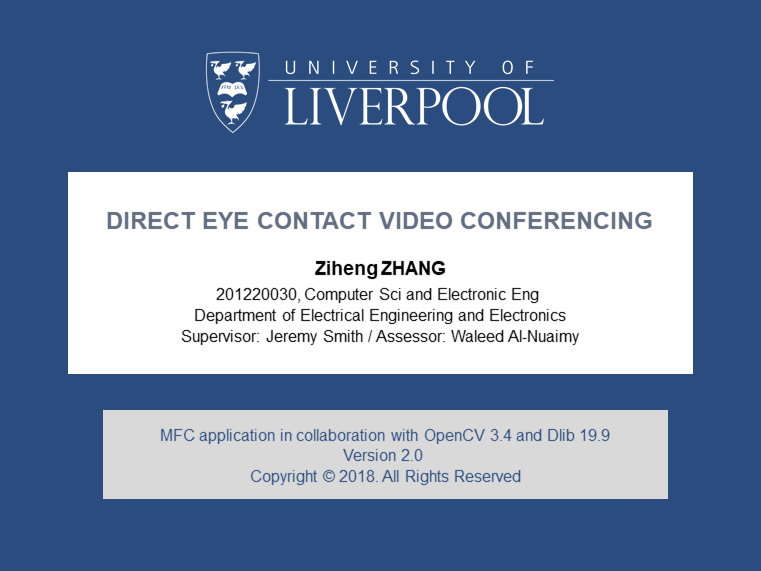 UNIVERSITY OF
LIVERPOOL
DIRECT EYE CONTACT VIDEO CONFERENCING
Ziheng ZHANG
201220030, Computer Sci and Electronic Eng
Department of Electrical Engineering and Electronics
Supervisor: Jeremy Smith / Assessor: Waleed Al-Nuaimy
MFC application in collaboration with OpenCV 3.4 and Dlib 19.9
Version 2.0
Copyright © 2018. All Rights Reserved